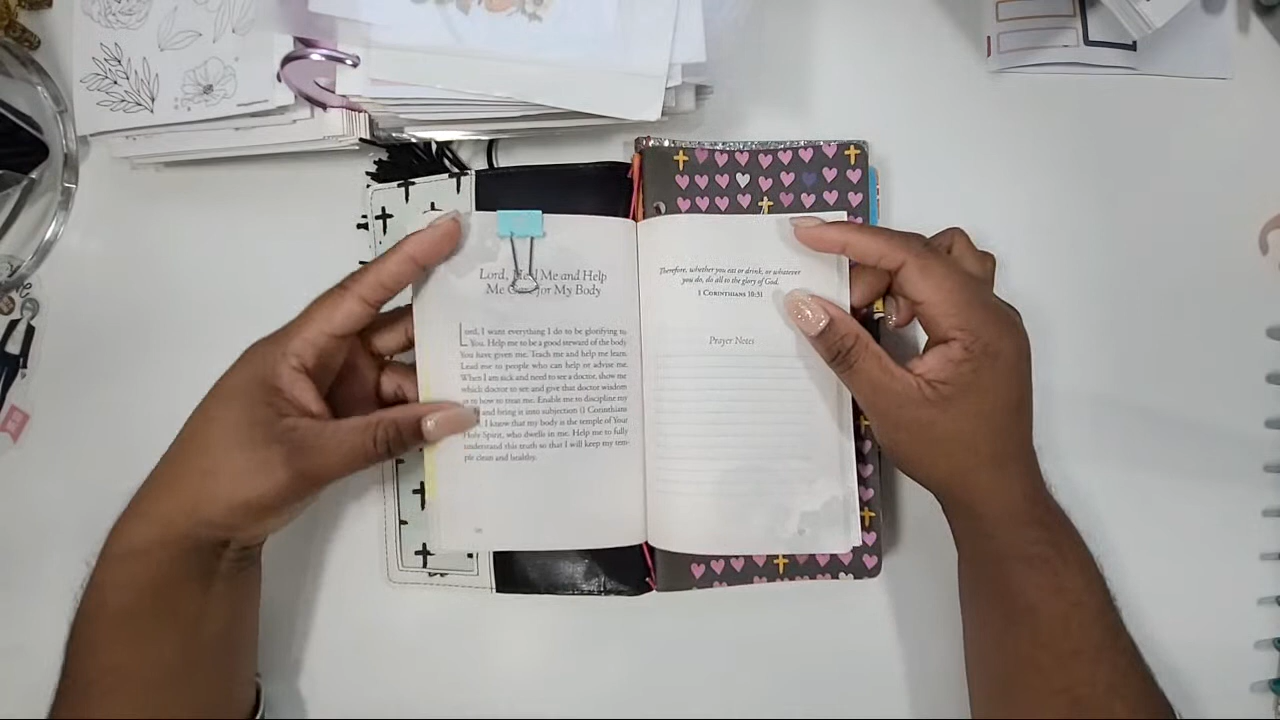 Lord, Me and Help
Me for My Body
Lord, I want everything I do to be glorifying to
You. Help me to be a good steward of the body
You have given me. Teach me and help me learn.
Lead me to people who can help or advise me.
When I am sick and need to see a doctor, show me
which doctor to see and give that doctor wisdom
as to how to treat me. Enable me to discipline my
and bring it into subjection (1 Corinthians
I know that my body is the temple of Your
Holy Spirit, who dwells in me. Help me to fully
understand this truth so that I will keep my tem-
ple clean and healthy.
Therefore, whether you eat or drink, or whatever
you do, do all to the glory of God.
1 Corinthians 10:31
Prayer Notes